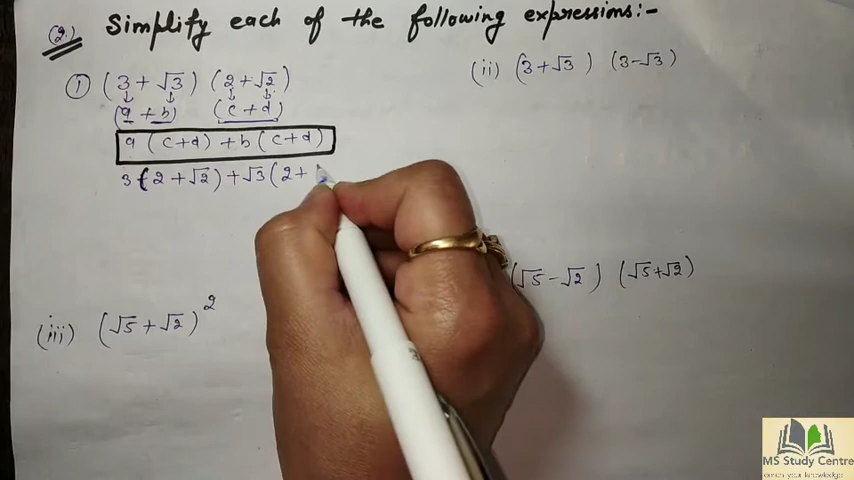 (2.) Simplify each of the following expressions:-
(i) (3 + √3) (2 + √2)
(a + b) (c + d)
a (c+d) + b (c+d)
3 (2 + √2) + √3 (2 +
(ii) (3 + √3) (3 - √3)
(iii) (√5 + √2)²
(√5 - √2) (√5 + √2)
MS Study Centre